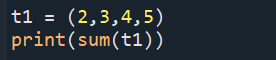 t1 = (2,3,4,5)
print(sum(t1))